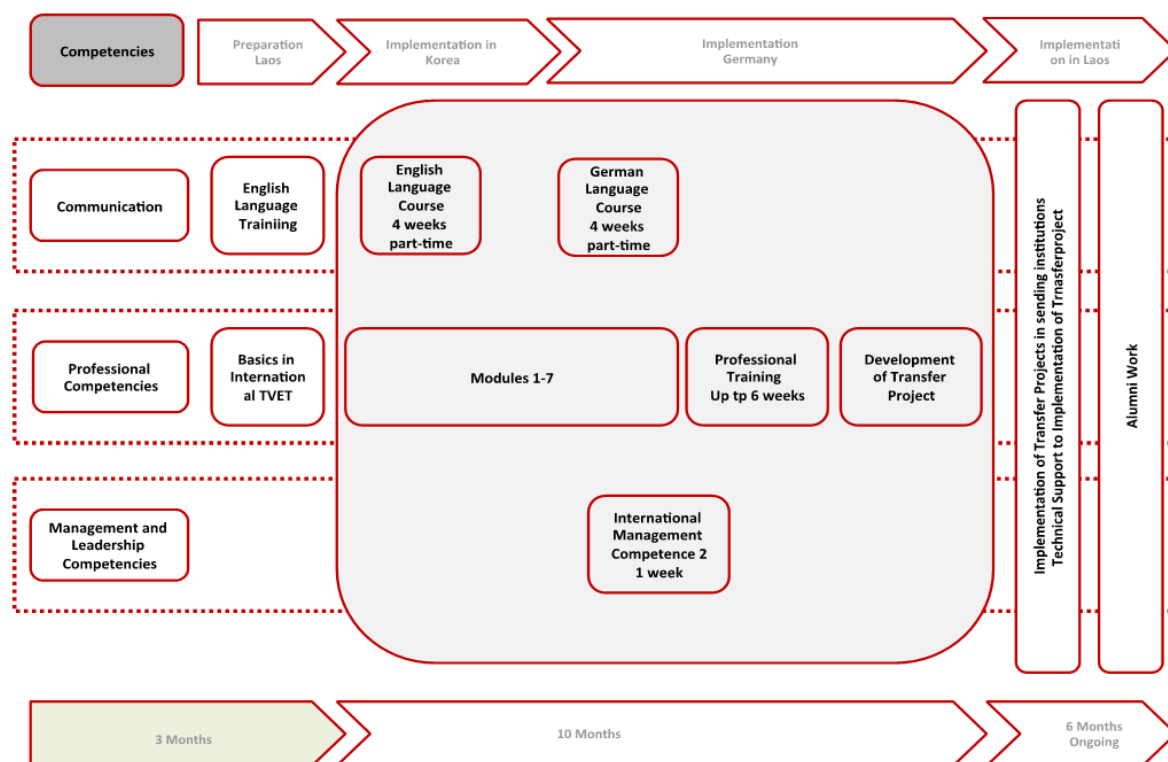 Competencies
Preparation
Laos
Implementation in
Korea
Implementation
Germany
Implementati
on in Laos
Communication
English
Language
Trainiing
English
Language
Course
4 weeks
part-time
German
Language
Course
4 weeks
part-time
Professional
Competencies
Basics in
Internation
al TVET
Modules 1-7
Professional
Training
Up tp 6 weeks
Development
of Transfer
Project
Management and
Leadership
Competencies
International
Management
Competence 2
1 week
Implementation of Transfer Projects in sending institutions
Technical Support to Implementation of Trnasferproject
Alumni Work
3 Months
10 Months
6 Months
Ongoing